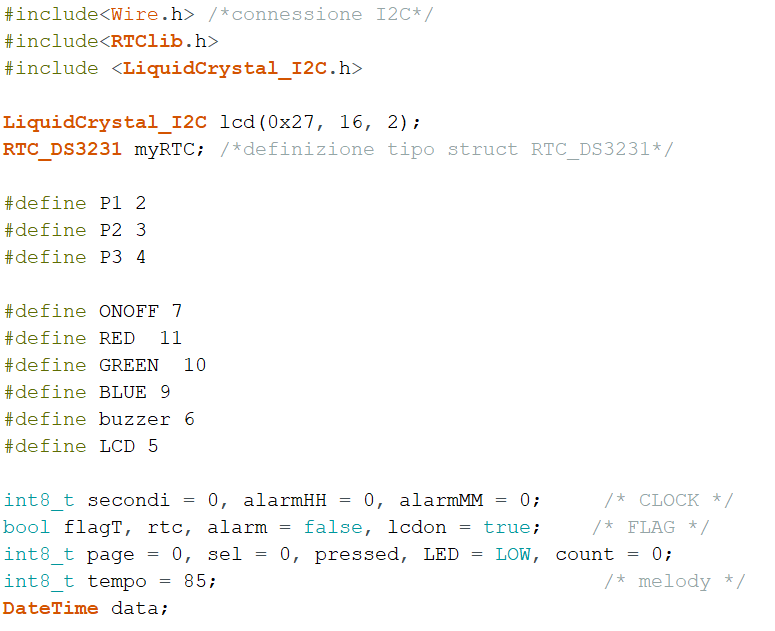 #include<Wire.h> /*connessione I2C*/
#include<RTClib.h>
#include <LiquidCrystal_I2C.h>
LiquidCrystal_I2C lcd(0x27, 16, 2);
RTC_DS3231 myRTC; /*definizione tipo struct RTC_DS3231*/
#define P1 2
#define P2 3
#define P3 4
#define ONOFF 7
#define RED  11
#define GREEN  10
#define BLUE 9
#define buzzer 6
#define LCD 5
int8_t secondi = 0, alarmHH = 0, alarmMM = 0;     /* CLOCK */
bool flagT, rtc, alarm = false, lcdon = true;    /* FLAG */
int8_t page = 0, sel = 0, pressed, LED = LOW, count = 0;
int8_t tempo = 85;                                /* melody */
DateTime data;